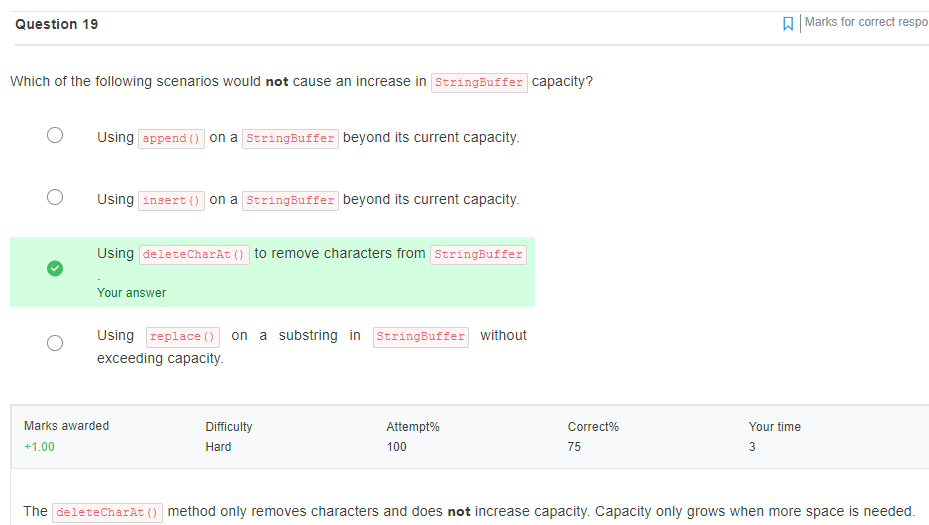 Question 19
Marks for correct respo
Which of the following scenarios would not cause an increase in StringBuffer capacity?
Using append() on a StringBuffer beyond its current capacity.
Using insert() on a StringBuffer beyond its current capacity.
Using deleteCharAt() to remove characters from StringBuffer
.
Your answer
Using replace() on a substring in StringBuffer without
exceeding capacity.
Marks awarded Difficulty Attempt% Correct% Your time
+1.00 Hard 100 75 3
The deleteCharAt() method only removes characters and does not increase capacity. Capacity only grows when more space is needed.